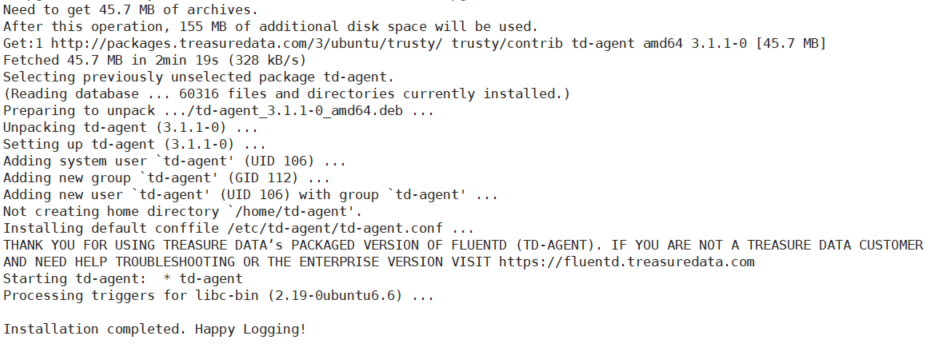 Need to get 45.7 MB of archives.
After this operation, 155 MB of additional disk space will be used.
Get:1 http://packages.treasuredata.com/3/ubuntu/trusty/ trusty/contrib td-agent amd64 3.1.1-0 [45.7 MB]
Fetched 45.7 MB in 2min 19s (328 kB/s)
Selecting previously unselected package td-agent.
(Reading database ... 60316 files and directories currently installed.)
Preparing to unpack .../td-agent_3.1.1-0_amd64.deb ...
Unpacking td-agent (3.1.1-0) ...
Setting up td-agent (3.1.1-0) ...
Adding system user `td-agent' (UID 106) ...
Adding new group `td-agent' (GID 112) ...
Adding new user `td-agent' (UID 106) with group `td-agent' ...
Not creating home directory `/home/td-agent'.
Installing default conffile /etc/td-agent/td-agent.conf ...
THANK YOU FOR USING TREASURE DATA’s PACKAGED VERSION OF FLUENTD (TD-AGENT). IF YOU ARE NOT A TREASURE DATA CUSTOMER
AND NEED HELP TROUBLESHOOTING OR THE ENTERPRISE VERSION VISIT https://fluentd.treasuredata.com
Starting td-agent:  * td-agent
Processing triggers for libc-bin (2.19-0ubuntu6.6) ...
Installation completed. Happy Logging!